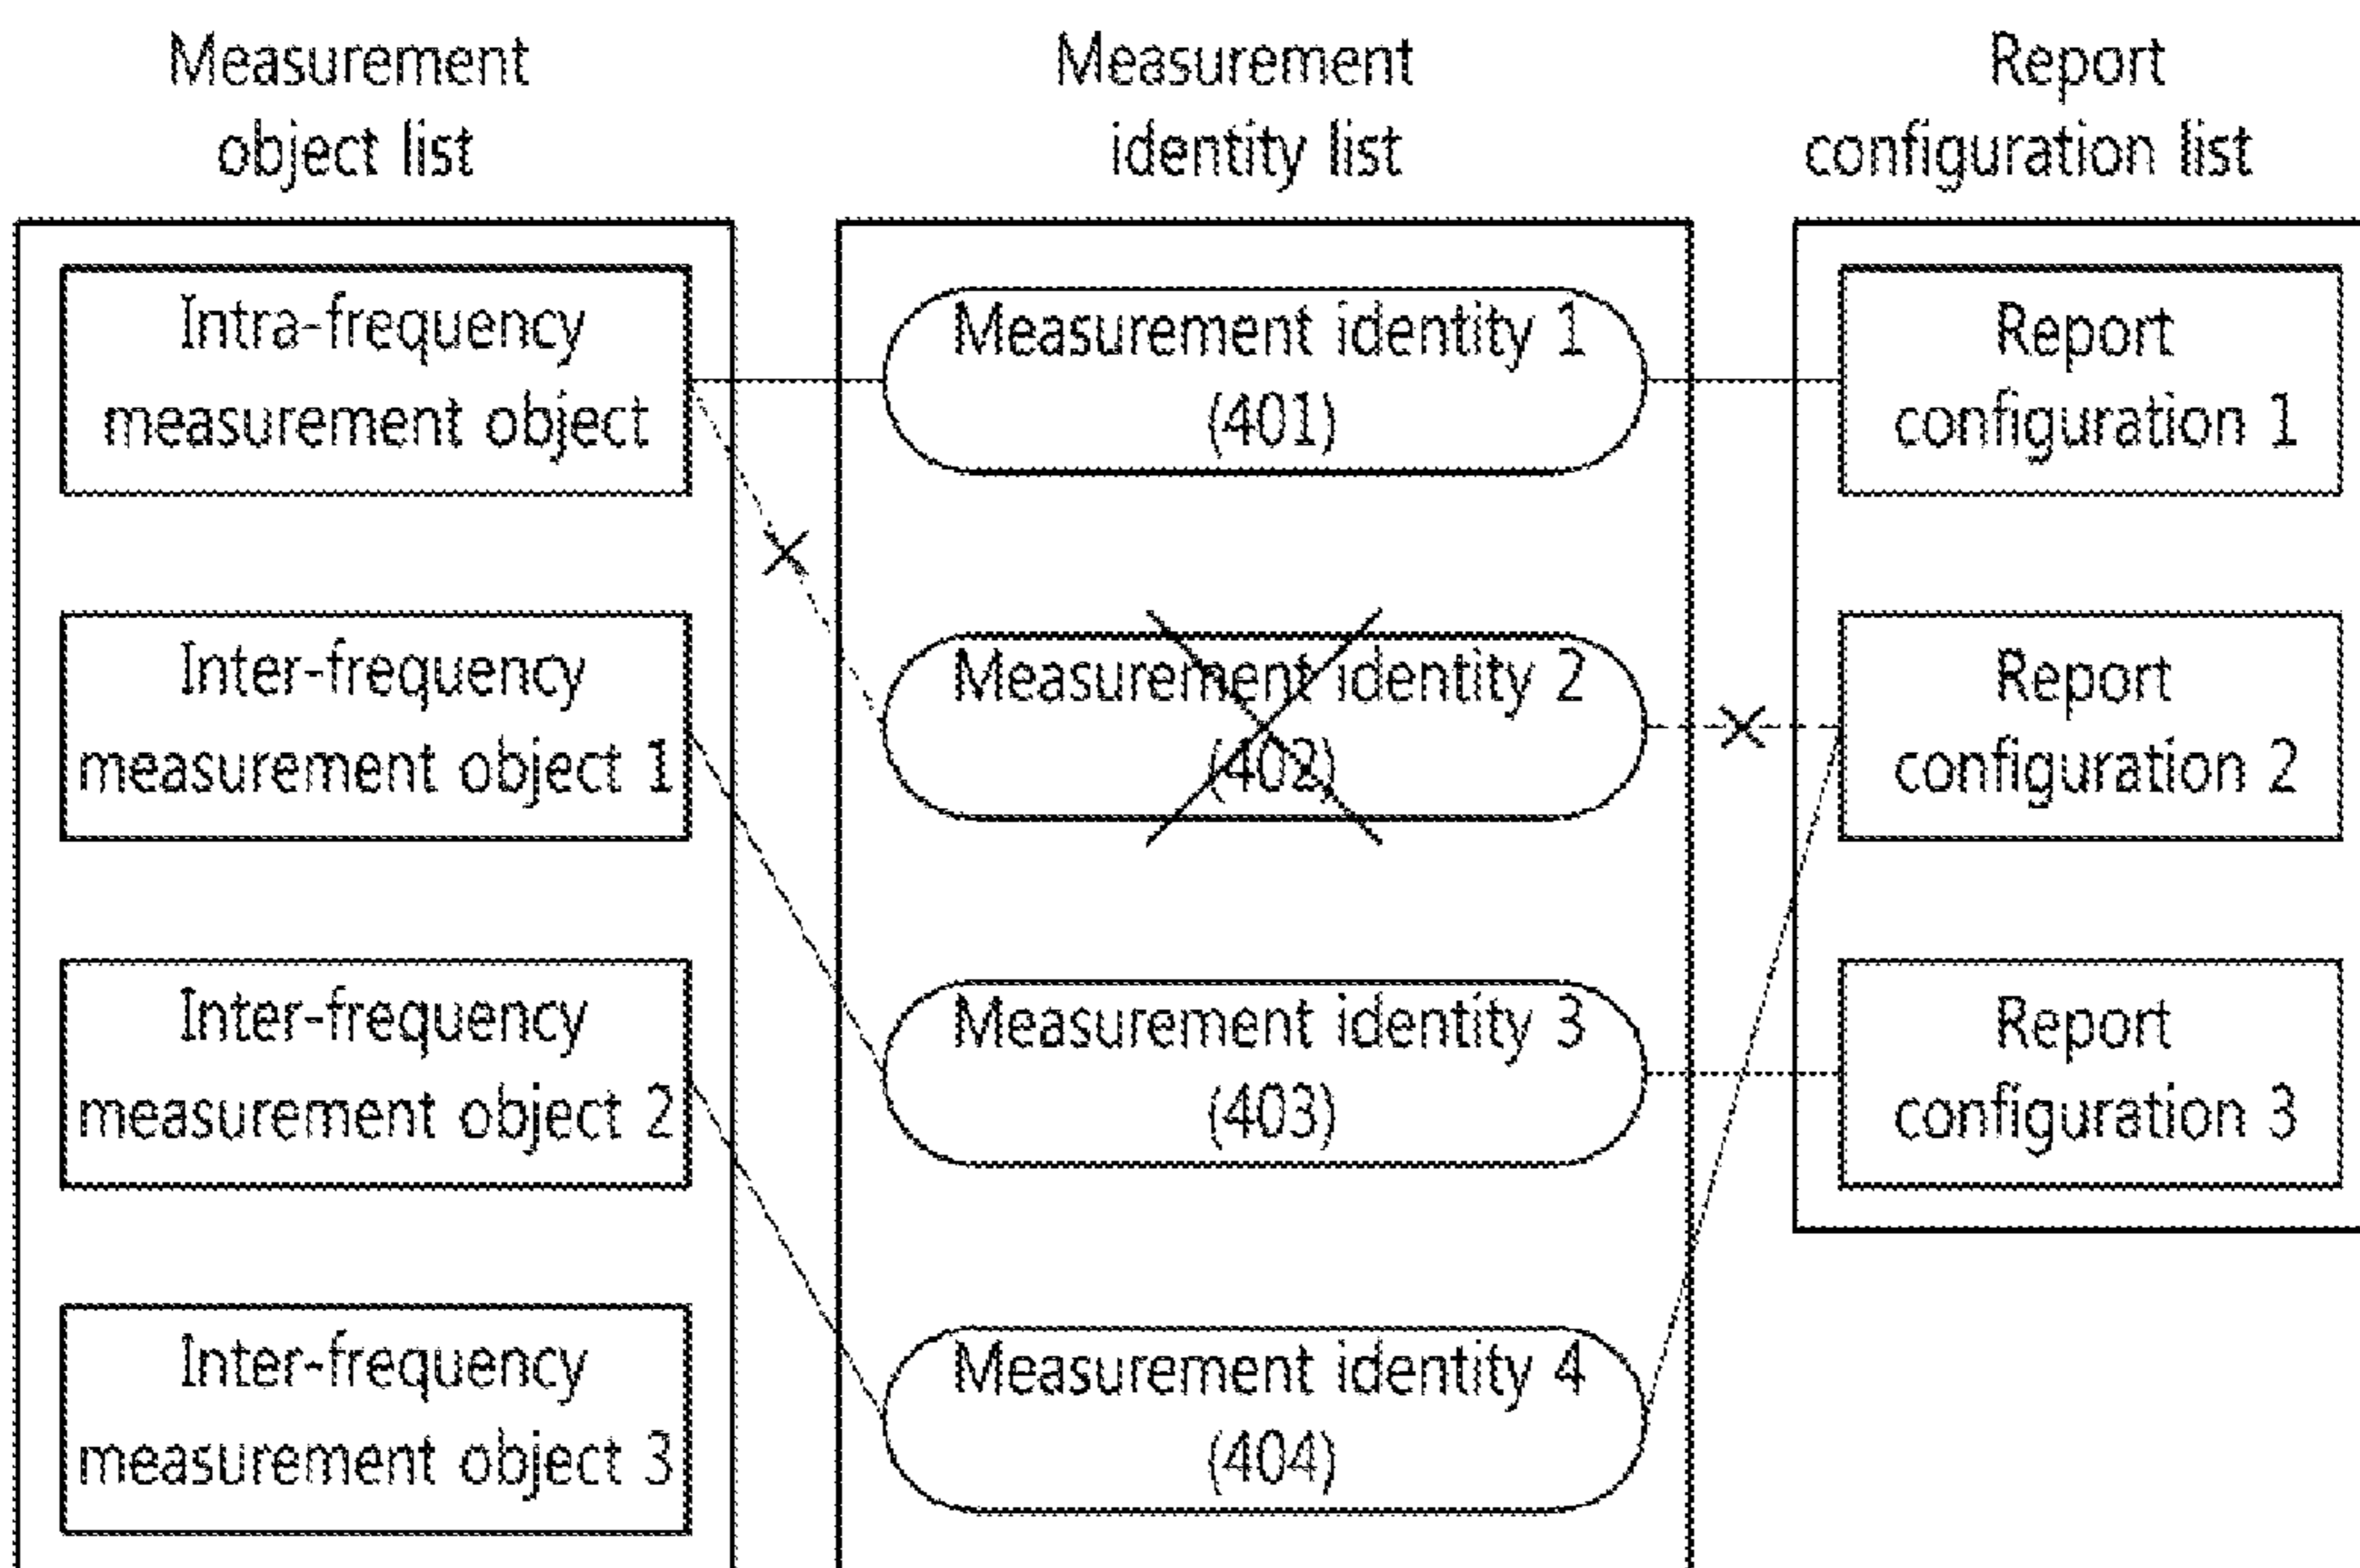 Measurement
object list
Measurement
identity list
Report
configuration list
Intra-frequency
measurement object
Measurement identity 1
(401)
Report
configuration 1
Inter-frequency
measurement object 1
Measurement identity 2
(402)
Report
configuration 2
Inter-frequency
measurement object 2
Measurement identity 3
(403)
Report
configuration 3
Inter-frequency
measurement object 3
Measurement identity 4
(404)